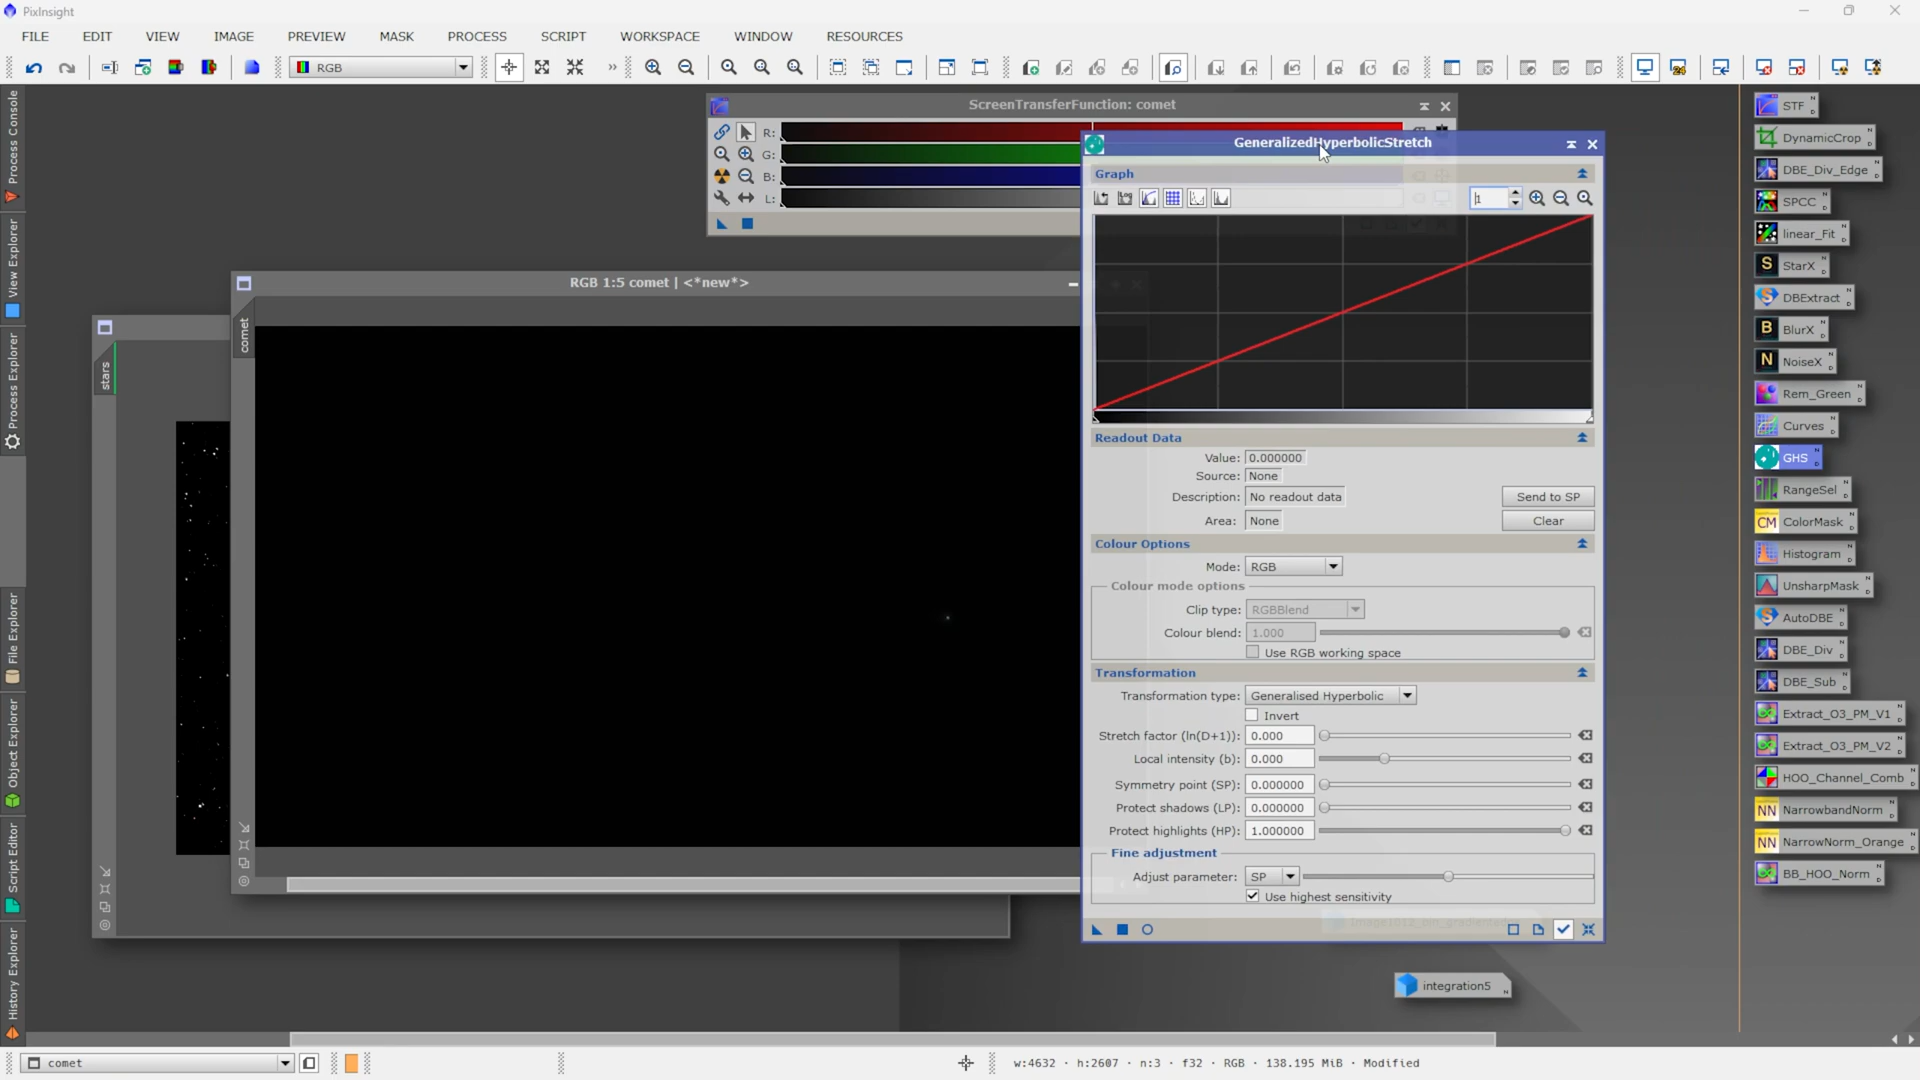 PixInsight
FILE EDIT VIEW IMAGE PREVIEW MASK PROCESS SCRIPT WORKSPACE WINDOW RESOURCES
RGB
Process Console
View Explorer
Process Explorer
File Explorer
Object Explorer
Script Editor
History Explorer
ScreenTransferFunction: comet
R:
G:
B:
L:
RGB 1:5 comet | <*new*>
comet
stars
GeneralizedHyperbolicStretch
Graph
1
Readout Data
Value: 0.000000
Source: None
Description: No readout data Send to SP
Area: None Clear
Colour Options
Mode: RGB
Colour mode options
Clip type: RGBBlend
Colour blend: 1.000
Use RGB working space
Transformation
Transformation type: Generalised Hyperbolic
Invert
Stretch factor (ln(D+1)): 0.000
Local intensity (b): 0.000
Symmetry point (SP): 0.000000
Protect shadows (LP): 0.000000
Protect highlights (HP): 1.000000
Fine adjustment
Adjust parameter: SP
Use highest sensitivity
integration5
STF
DynamicCrop
DBE_Div_Edge
SPCC
linear_Fit
StarX
DBExtract
BlurX
NoiseX
Rem_Green
Curves
GHS
RangeSel
ColorMask
Histogram
UnsharpMask
AutoDBE
DBE_Div
DBE_Sub
Extract_O3_PM_V1
Extract_O3_PM_V2
HOO_Channel_Comb
NarrowbandNorm
NarrowNorm_Orange
BB_HOO_Norm
comet
w:4632 · h:2607 · n:3 · f32 · RGB · 138.195 MiB · Modified